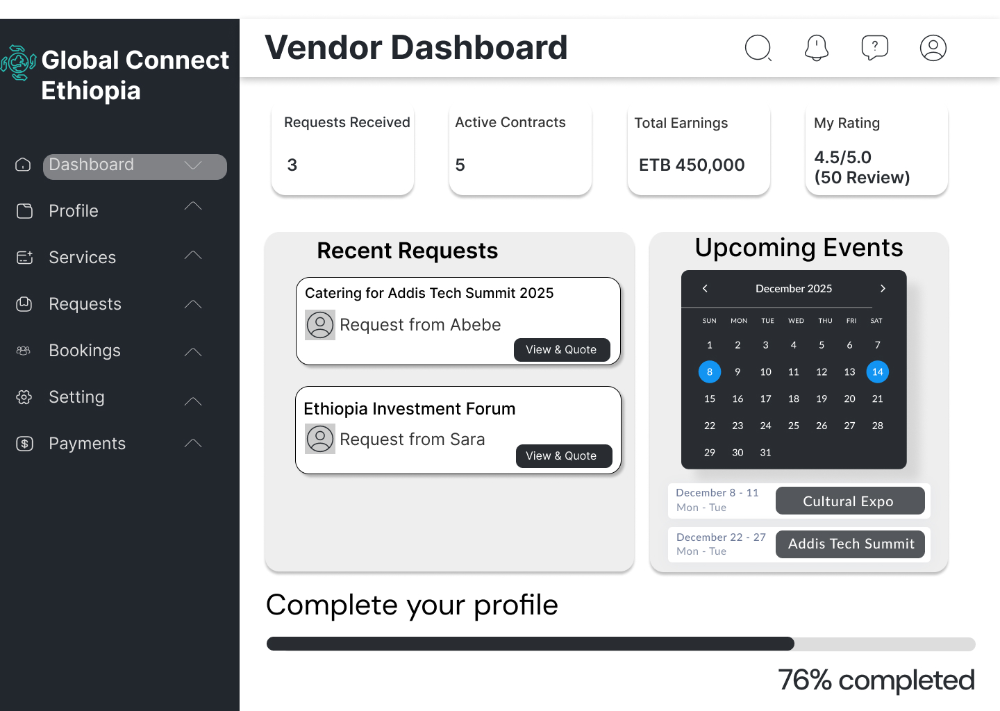 Global Connect
Ethiopia
Vendor Dashboard
Dashboard
Profile
Services
Requests
Bookings
Setting
Payments
Requests Received
3
Active Contracts
5
Total Earnings
ETB 450,000
My Rating
4.5/5.0
(50 Review)
Recent Requests
Catering for Addis Tech Summit 2025
Request from Abebe
View & Quote
Ethiopia Investment Forum
Request from Sara
View & Quote
Upcoming Events
December 2025
SUN MON TUE WED THU FRI SAT
1 2 3 4 5 6 7
8 9 10 11 12 13 14
15 16 17 18 19 20 21
22 23 24 25 26 27 28
29 30 31
December 8 - 11
Mon - Tue
Cultural Expo
December 22 - 27
Mon - Tue
Addis Tech Summit
Complete your profile
76% completed